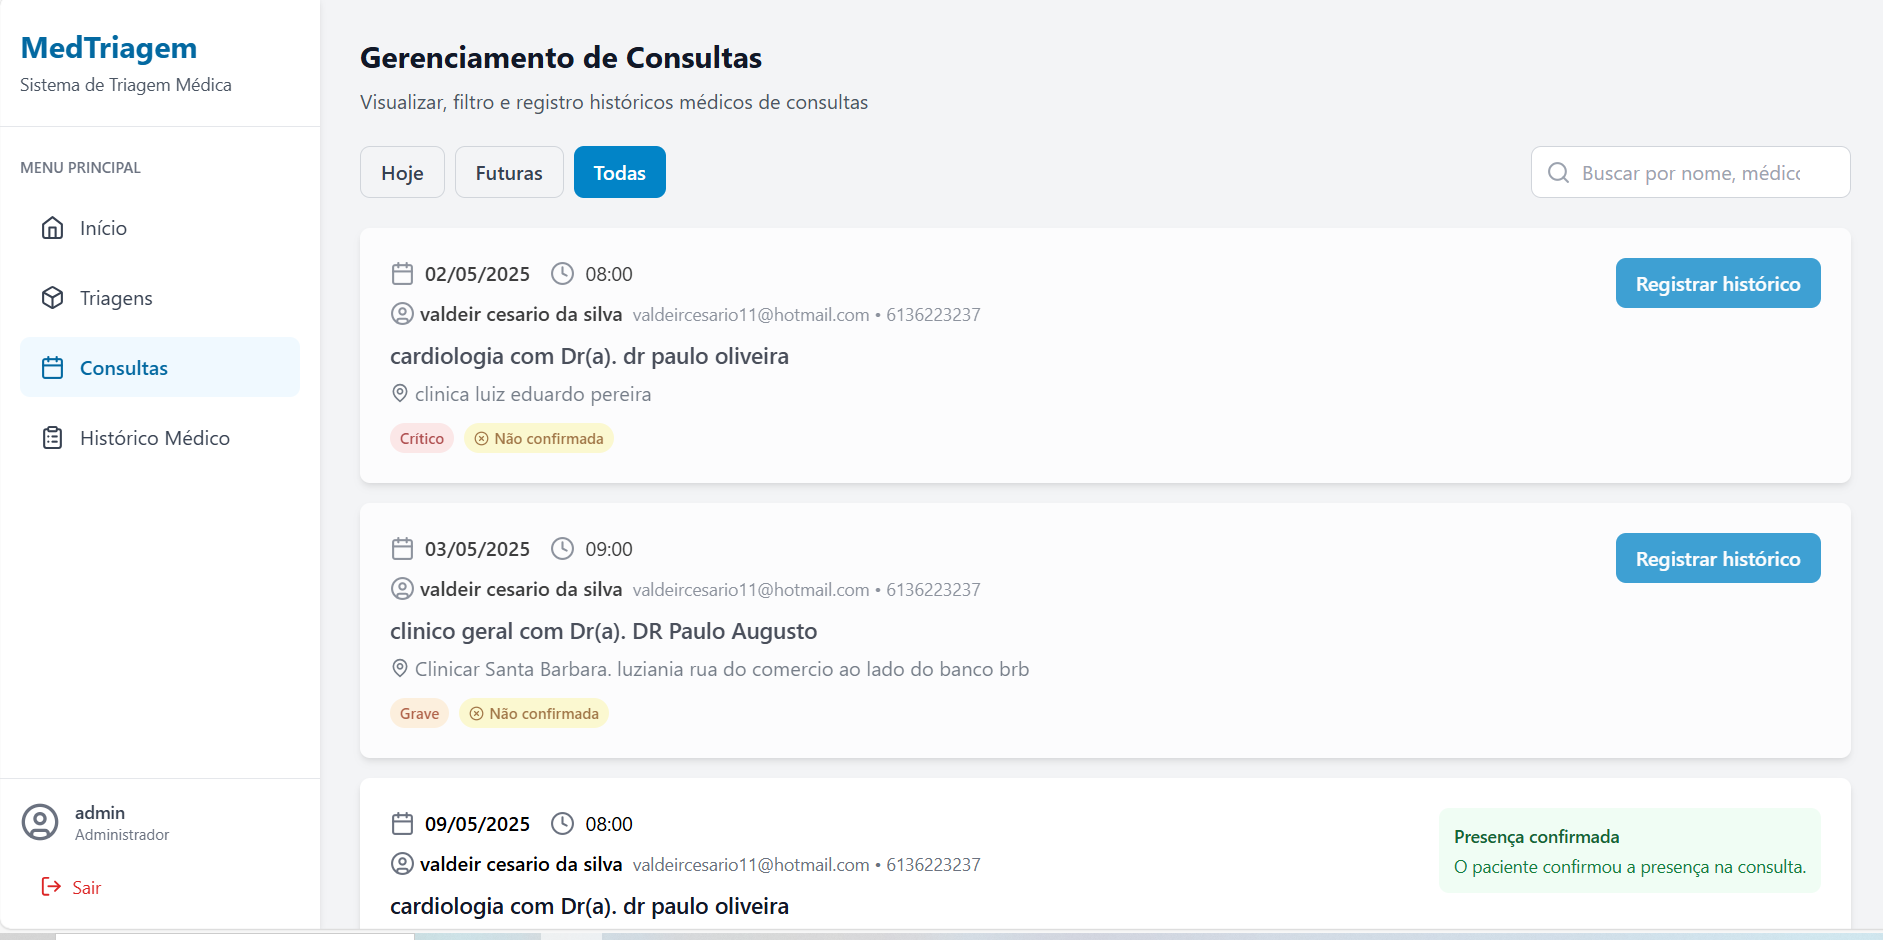 MedTriagem
Sistema de Triagem Médica
MENU PRINCIPAL
Início
Triagens
Consultas
Histórico Médico
admin
Administrador
Sair
Gerenciamento de Consultas
Visualizar, filtro e registro históricos médicos de consultas
Hoje Futuras Todas
Buscar por nome, médic
02/05/2025 08:00
Registrar histórico
valdeir cesario da silva valdeircesario11@hotmail.com • 6136223237
cardiologia com Dr(a). dr paulo oliveira
clinica luiz eduardo pereira
Crítico Não confirmada
03/05/2025 09:00
Registrar histórico
valdeir cesario da silva valdeircesario11@hotmail.com • 6136223237
clinico geral com Dr(a). DR Paulo Augusto
Clinicar Santa Barbara. luziania rua do comercio ao lado do banco brb
Grave Não confirmada
09/05/2025 08:00
Presença confirmada
O paciente confirmou a presença na consulta.
valdeir cesario da silva valdeircesario11@hotmail.com • 6136223237
cardiologia com Dr(a). dr paulo oliveira